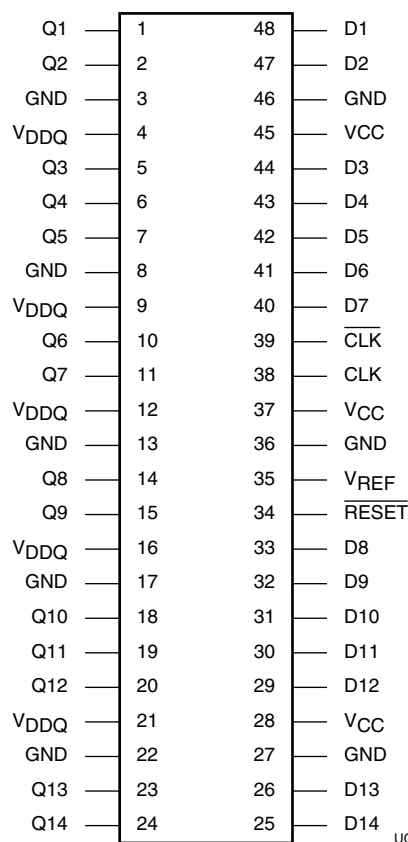 Q1 1 48 D1
Q2 2 47 D2
GND 3 46 GND
VDDQ 4 45 VCC
Q3 5 44 D3
Q4 6 43 D4
Q5 7 42 D5
GND 8 41 D6
VDDQ 9 40 D7
Q6 10 39 CLK
Q7 11 38 CLK
VDDQ 12 37 VCC
GND 13 36 GND
Q8 14 35 VREF
Q9 15 34 RESET
VDDQ 16 33 D8
GND 17 32 D9
Q10 18 31 D10
Q11 19 30 D11
Q12 20 29 D12
VDDQ 21 28 VCC
GND 22 27 GND
Q13 23 26 D13
Q14 24 25 D14